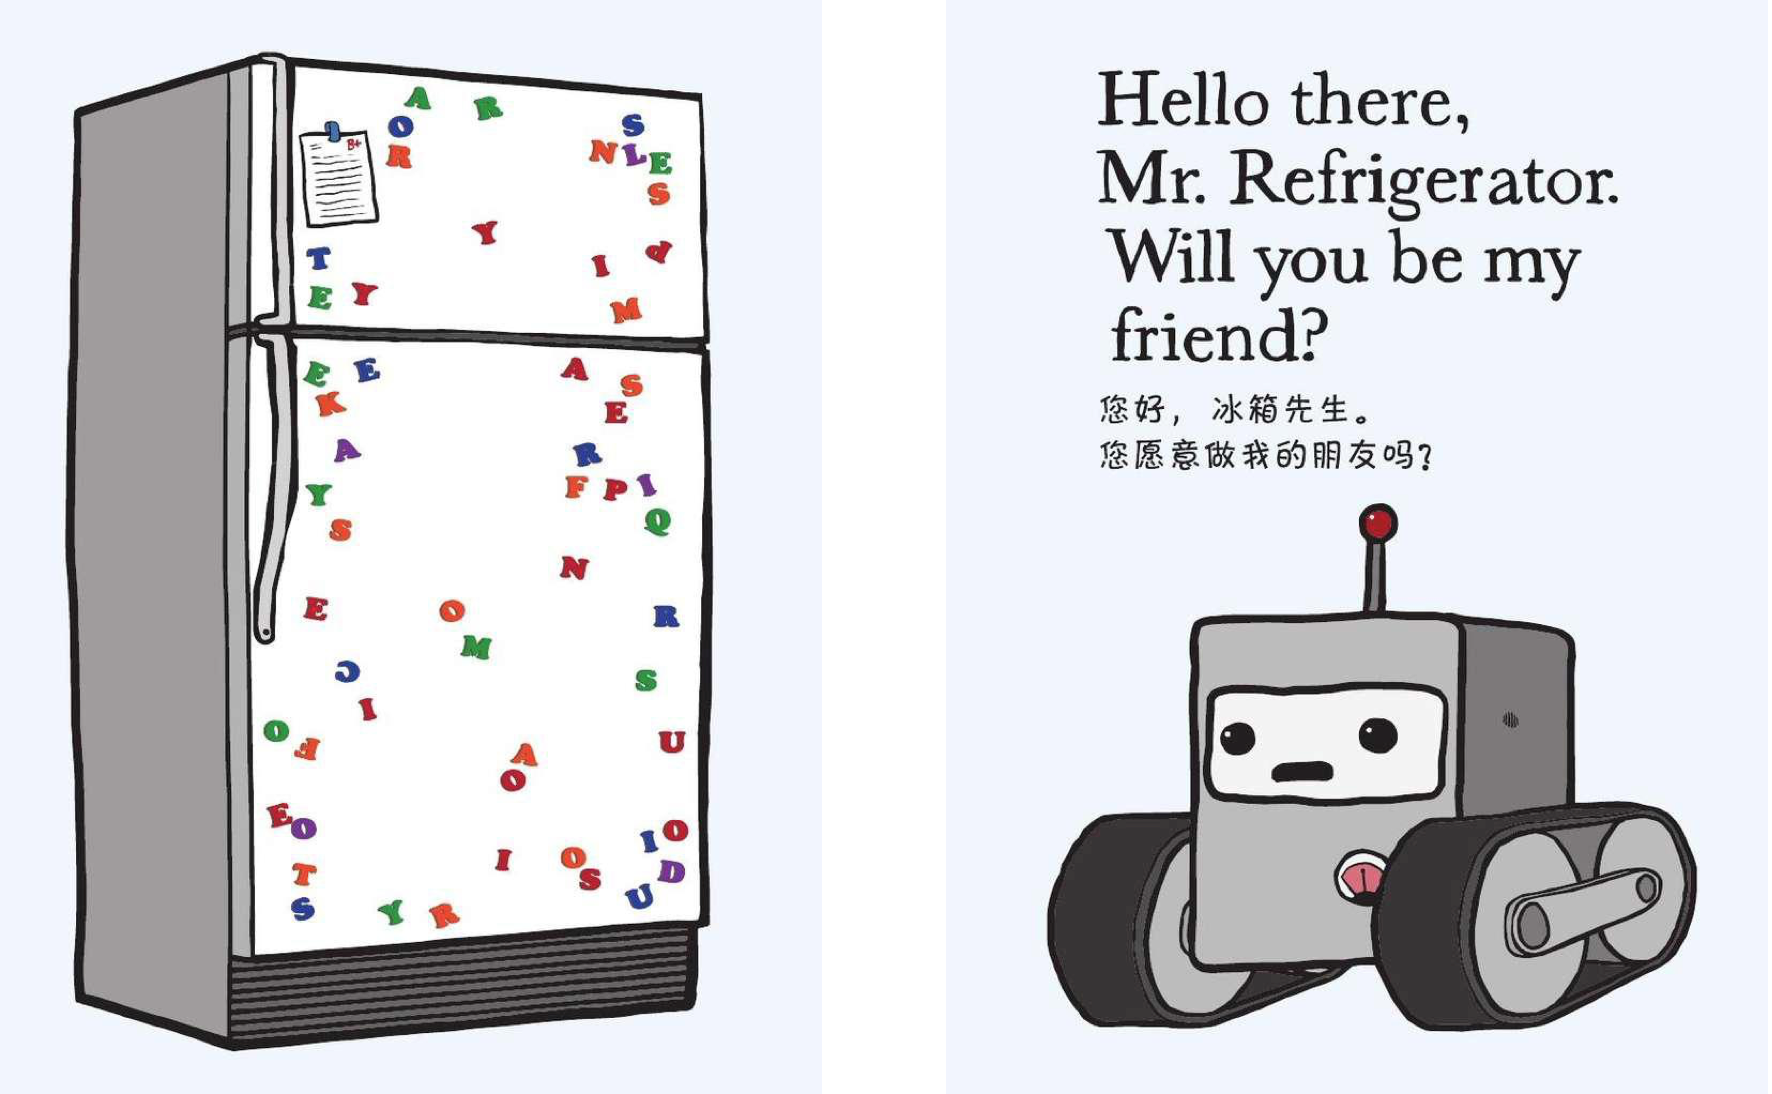 A R
O S
R B+ N L E
S
Y
T I P
E Y M
E E A S
K E
A R
Y F P I
S Q
N
E O R
M
C S
I
O F A U
O
E O I O
I O S D
T U
S Y R
Hello there,
Mr. Refrigerator.
Will you be my
friend?
您好， 冰箱先生。
您愿意做我的朋友吗?